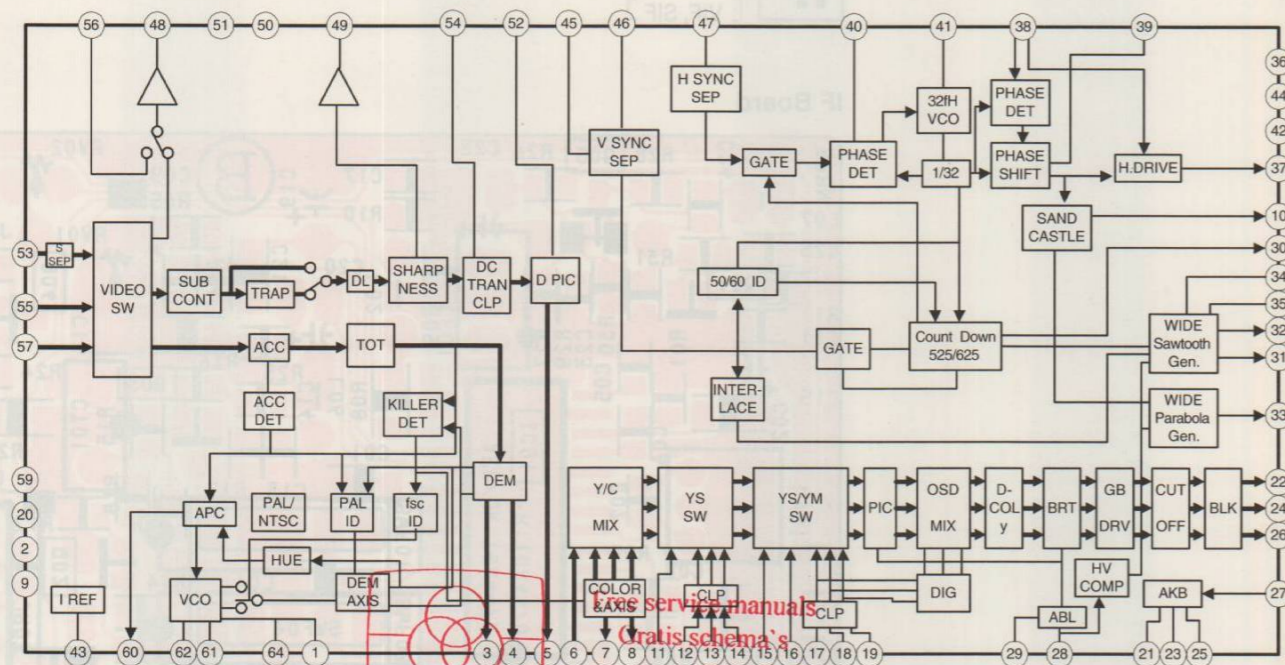 VIF, SIF
IF Board
56 48 51 50 49 54 52 45 46 47 40 41 38 39
36
44
42
37
10
30
34
35
32
31
33
22
24
26
27
53
55
57
59
20
2
9
H SYNC
SEP
V SYNC
SEP
GATE
PHASE
DET
32fH
VCO
1/32
PHASE
DET
PHASE
SHIFT
H.DRIVE
SAND
CASTLE
S
SEP
VIDEO
SW
SUB
CONT
TRAP
DL
SHARP
NESS
DC
TRAN
CLP
D PIC
50/60 ID
Count Down
525/625
GATE
INTER-
LACE
WIDE
Sawtooth
Gen.
WIDE
Parabola
Gen.
ACC
TOT
ACC
DET
KILLER
DET
DEM
APC
PAL/
NTSC
PAL
ID
fsc
ID
HUE
I REF
VCO
DEM
AXIS
Y/C
MIX
YS
SW
YS/YM
SW
PIC
OSD
MIX
D-
COL γ
BRT
GB
DRV
CUT
OFF
BLK
COLOR
&AXIS
CLP
CLP
DIG
ABL
HV
COMP
AKB
Free service manuals
Gratis schema's
43 60 62 61 64 1 3 4 5 6 7 8 11 12 13 14 15 16 17 18 19 29 28 21 23 25